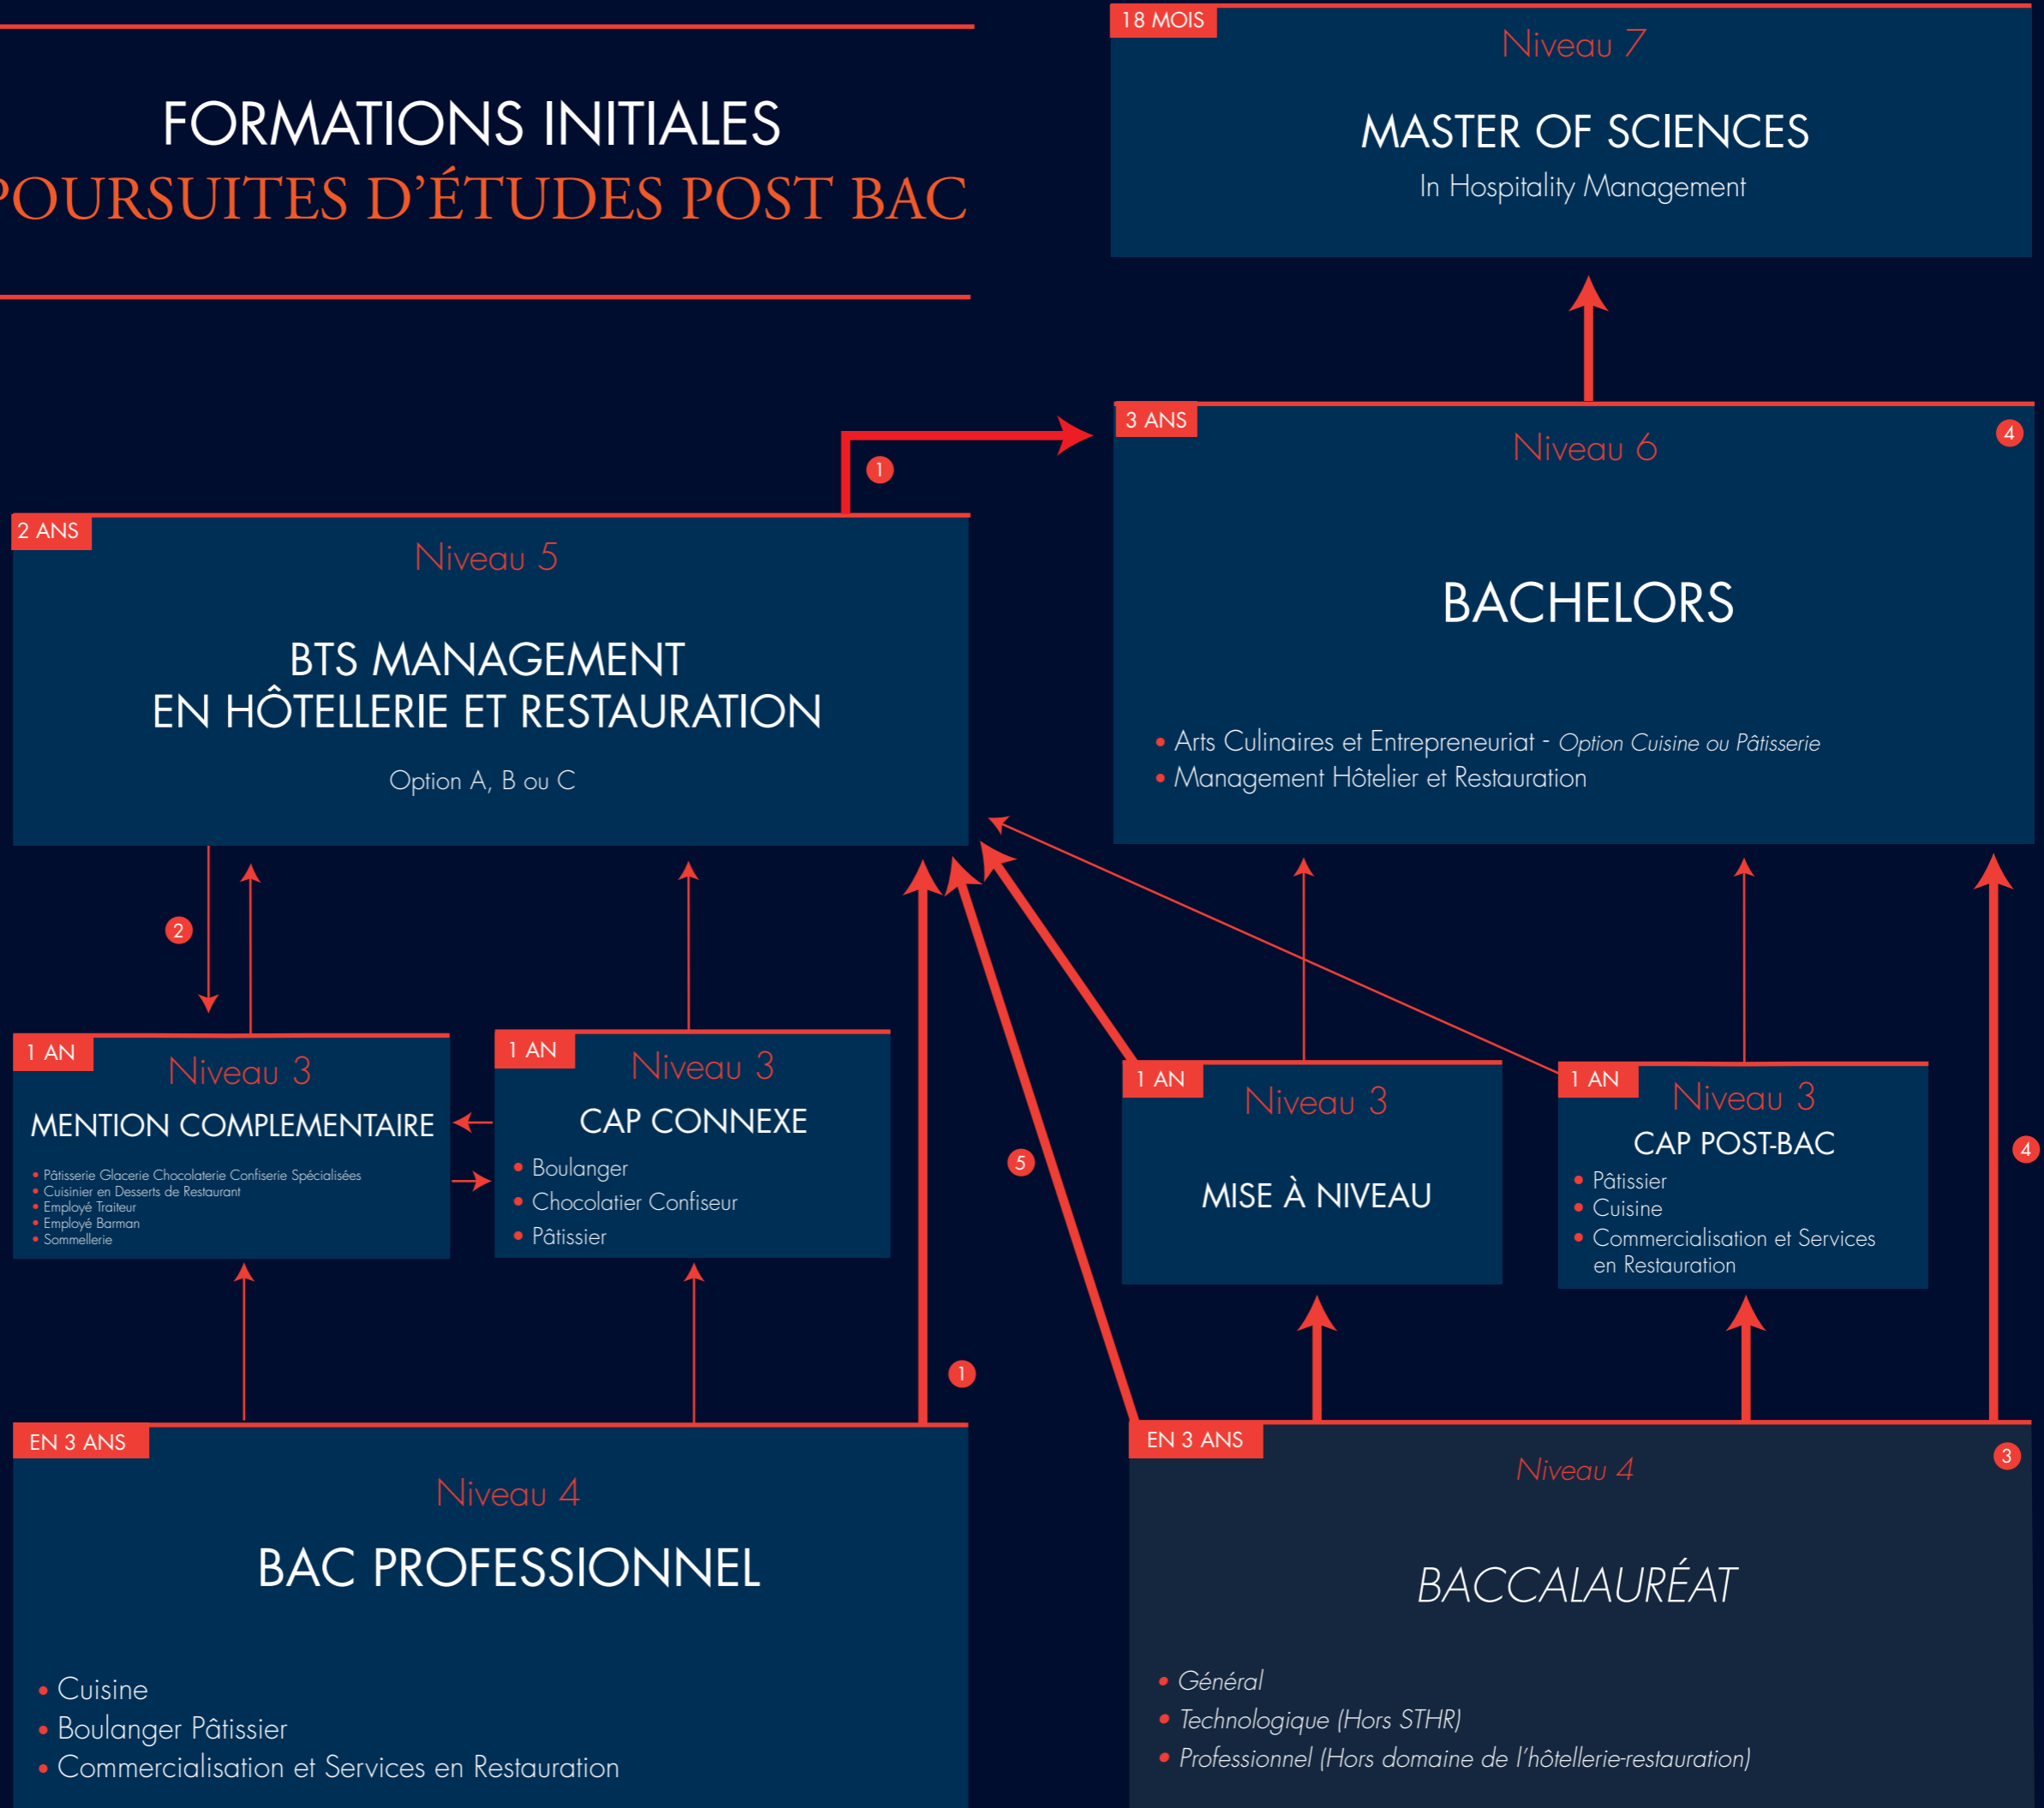 FORMATIONS INITIALES
POURSUITES D'ÉTUDES POST BAC
18 MOIS
Niveau 7
MASTER OF SCIENCES
In Hospitality Management
3 ANS
Niveau 6
4
BACHELORS
• Arts Culinaires et Entrepreneuriat - Option Cuisine ou Pâtisserie
• Management Hôtelier et Restauration
1
2 ANS
Niveau 5
BTS MANAGEMENT
EN HÔTELLERIE ET RESTAURATION
Option A, B ou C
2
1 AN
Niveau 3
MENTION COMPLEMENTAIRE
• Pâtisserie Glacerie Chocolaterie Confiserie Spécialisées
• Cuisinier en Desserts de Restaurant
• Employé Traiteur
• Employé Barman
• Sommellerie
1 AN
Niveau 3
CAP CONNEXE
• Boulanger
• Chocolatier Confiseur
• Pâtissier
5
1 AN
Niveau 3
MISE À NIVEAU
1 AN
Niveau 3
CAP POST-BAC
• Pâtissier
• Cuisine
• Commercialisation et Services
en Restauration
4
1
EN 3 ANS
Niveau 4
BAC PROFESSIONNEL
• Cuisine
• Boulanger Pâtissier
• Commercialisation et Services en Restauration
EN 3 ANS
Niveau 4
3
BACCALAURÉAT
• Général
• Technologique (Hors STHR)
• Professionnel (Hors domaine de l'hôtellerie-restauration)